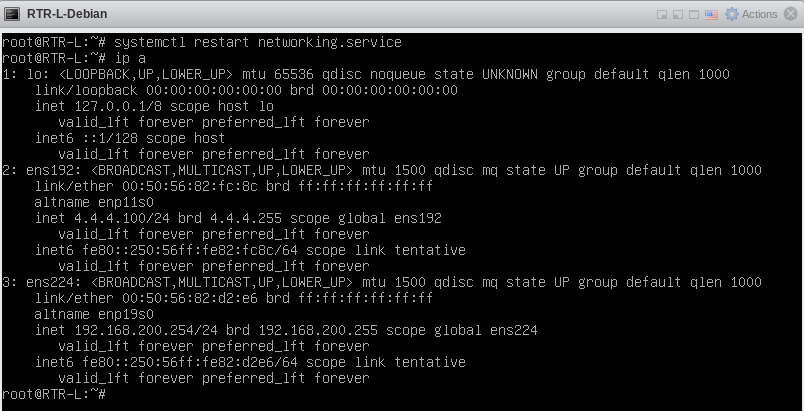 RTR-L-Debian
Actions
root@RTR-L:~# systemctl restart networking.service
root@RTR-L:~# ip a
1: lo: <LOOPBACK,UP,LOWER_UP> mtu 65536 qdisc noqueue state UNKNOWN group default qlen 1000
    link/loopback 00:00:00:00:00:00 brd 00:00:00:00:00:00
    inet 127.0.0.1/8 scope host lo
       valid_lft forever preferred_lft forever
    inet6 ::1/128 scope host
       valid_lft forever preferred_lft forever
2: ens192: <BROADCAST,MULTICAST,UP,LOWER_UP> mtu 1500 qdisc mq state UP group default qlen 1000
    link/ether 00:50:56:82:fc:8c brd ff:ff:ff:ff:ff:ff
    altname enp11s0
    inet 4.4.4.100/24 brd 4.4.4.255 scope global ens192
       valid_lft forever preferred_lft forever
    inet6 fe80::250:56ff:fe82:fc8c/64 scope link tentative
       valid_lft forever preferred_lft forever
3: ens224: <BROADCAST,MULTICAST,UP,LOWER_UP> mtu 1500 qdisc mq state UP group default qlen 1000
    link/ether 00:50:56:82:d2:e6 brd ff:ff:ff:ff:ff:ff
    altname enp19s0
    inet 192.168.200.254/24 brd 192.168.200.255 scope global ens224
       valid_lft forever preferred_lft forever
    inet6 fe80::250:56ff:fe82:d2e6/64 scope link tentative
       valid_lft forever preferred_lft forever
root@RTR-L:~#